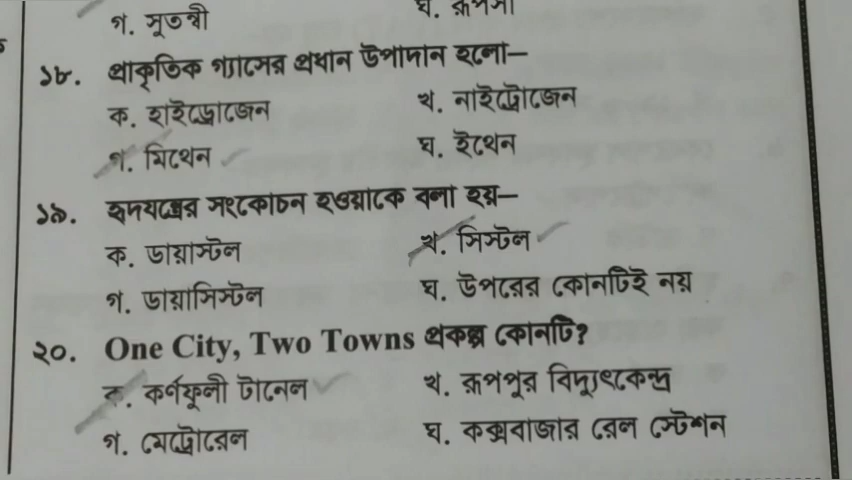 গ. সুতন্বী ঘ. রূপসা
১৮. প্রাকৃতিক গ্যাসের প্রধান উপাদান হলো—
ক. হাইড্রোজেন খ. নাইট্রোজেন
গ. মিথেন ঘ. ইথেন
১৯. হৃদযন্ত্রের সংকোচন হওয়াকে বলা হয়—
ক. ডায়াস্টল খ. সিস্টল
গ. ডায়াসিস্টল ঘ. উপরের কোনটিই নয়
২০. One City, Two Towns প্রকল্প কোনটি?
ক. কর্ণফুলী টানেল খ. রূপপুর বিদ্যুৎকেন্দ্র
গ. মেট্রোরেল ঘ. কক্সবাজার রেল স্টেশন